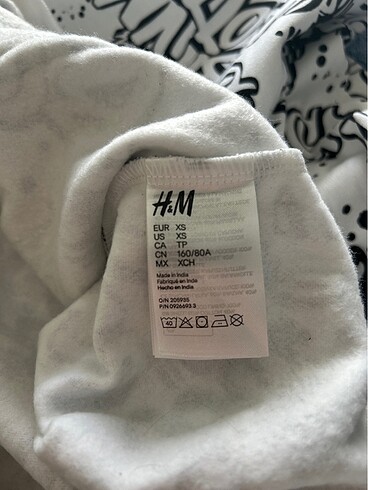 H&M
EUR XS
US XS
CA TP
CN 160/80A
MX XCH
Made in India
Fabriqué en Inde
Hecho en India
O/N 205935
P/N 0926693.3
40